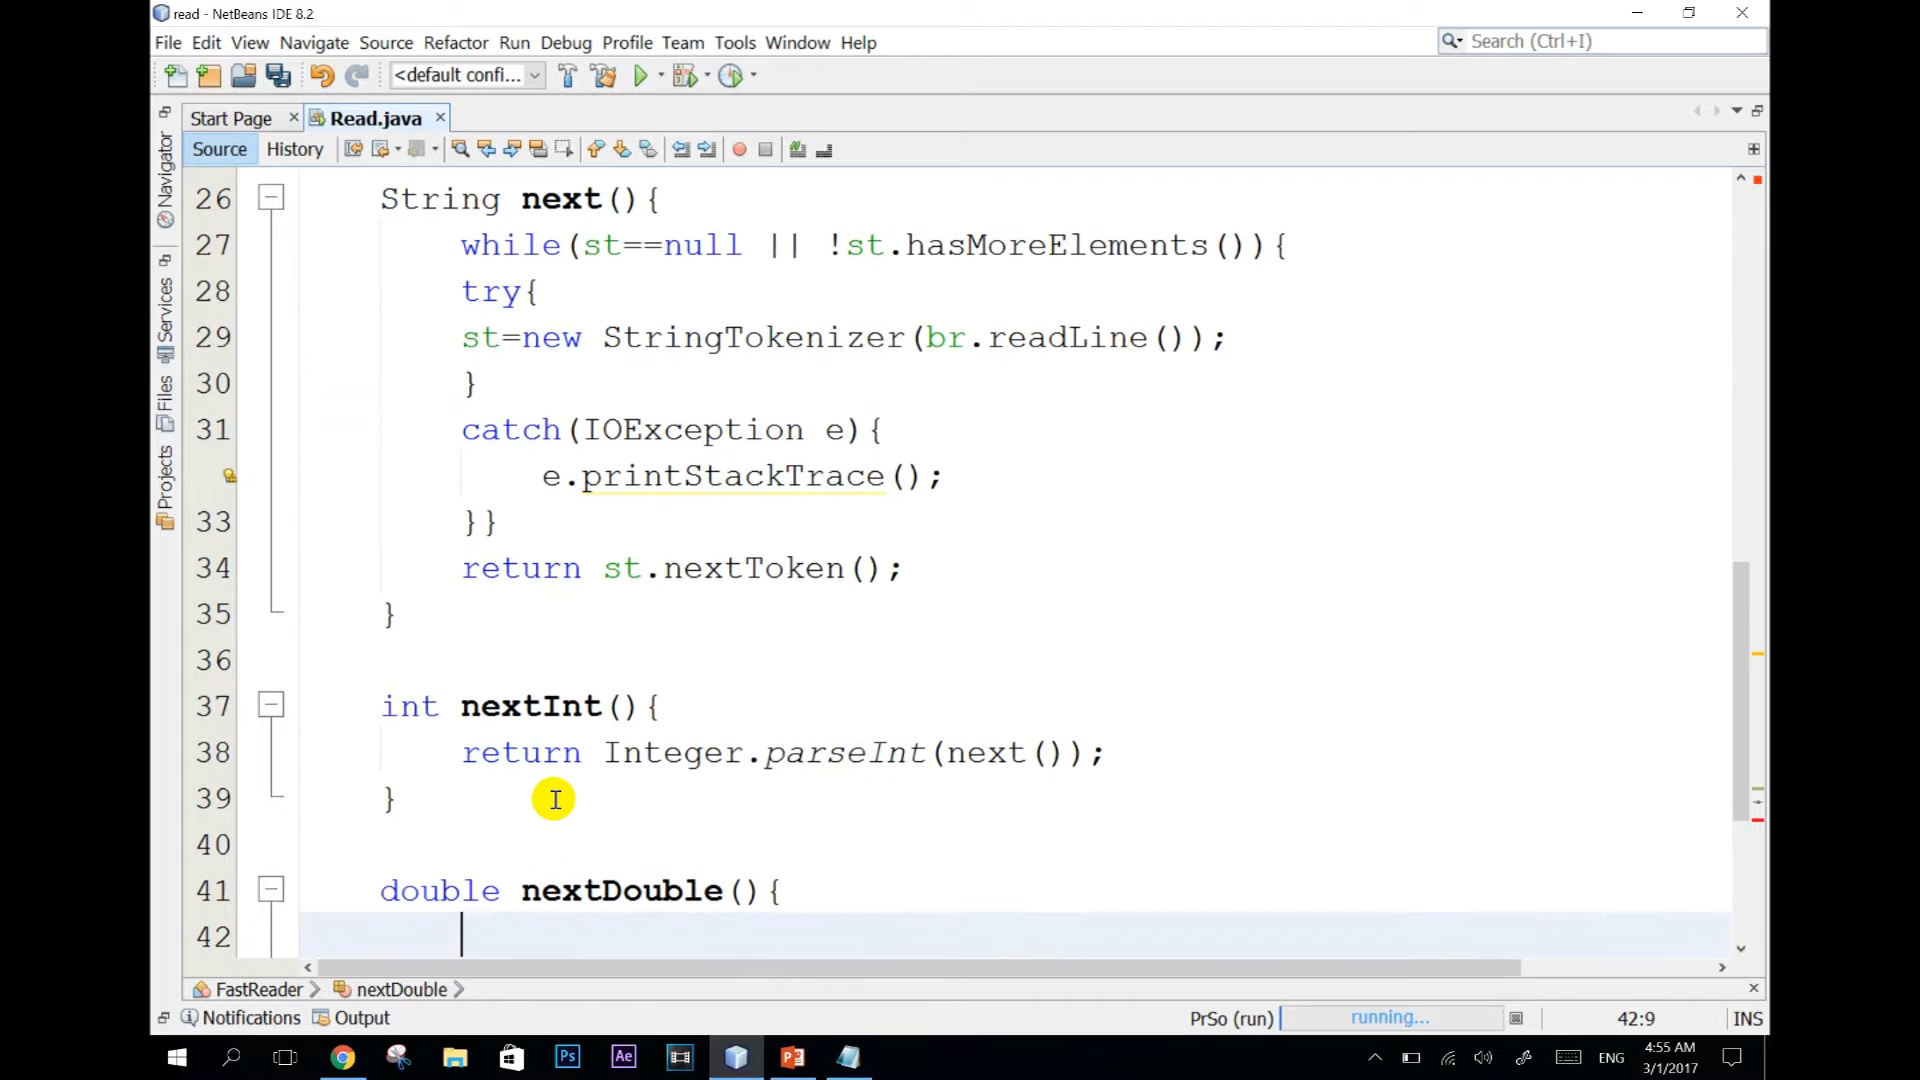 read - NetBeans IDE 8.2
File Edit View Navigate Source Refactor Run Debug Profile Team Tools Window Help
Search (Ctrl+I)
<default confi...
Start Page
Read.java
Source History
Navigator
Services
Files
Projects
26 String next(){
27 while(st==null || !st.hasMoreElements()){
28 try{
29 st=new StringTokenizer(br.readLine());
30 }
31 catch(IOException e){
e.printStackTrace();
33 }}
34 return st.nextToken();
35 }
36
37 int nextInt(){
38 return Integer.parseInt(next());
39 }
40
41 double nextDouble(){
42
FastReader nextDouble
Notifications Output
PrSo (run) running... 42:9 INS
Ps Ae
ENG
4:55 AM
3/1/2017